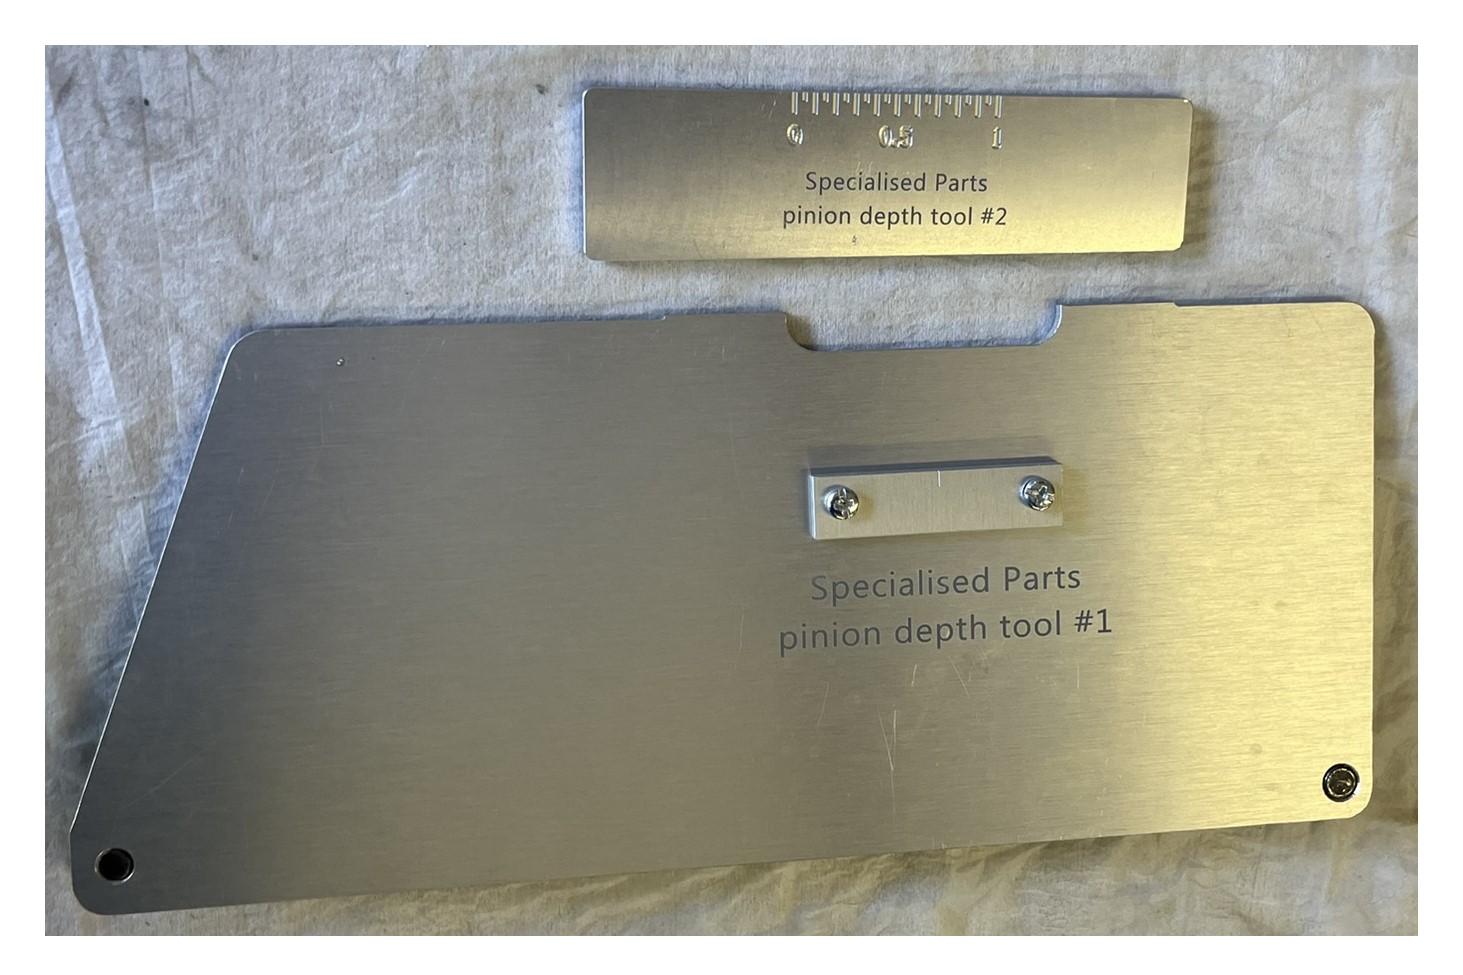 0 0.5 1
Specialised Parts
pinion depth tool #2
Specialised Parts
pinion depth tool #1